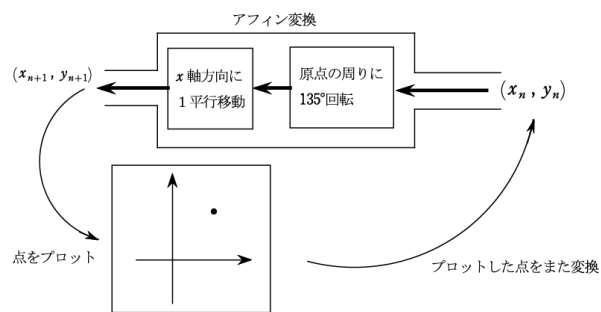 アフィン変換
(x_{n+1}, y_{n+1})
x 軸方向に
1 平行移動
原点の周りに
135°回転
(x_n, y_n)
点をプロット
プロットした点をまた変換